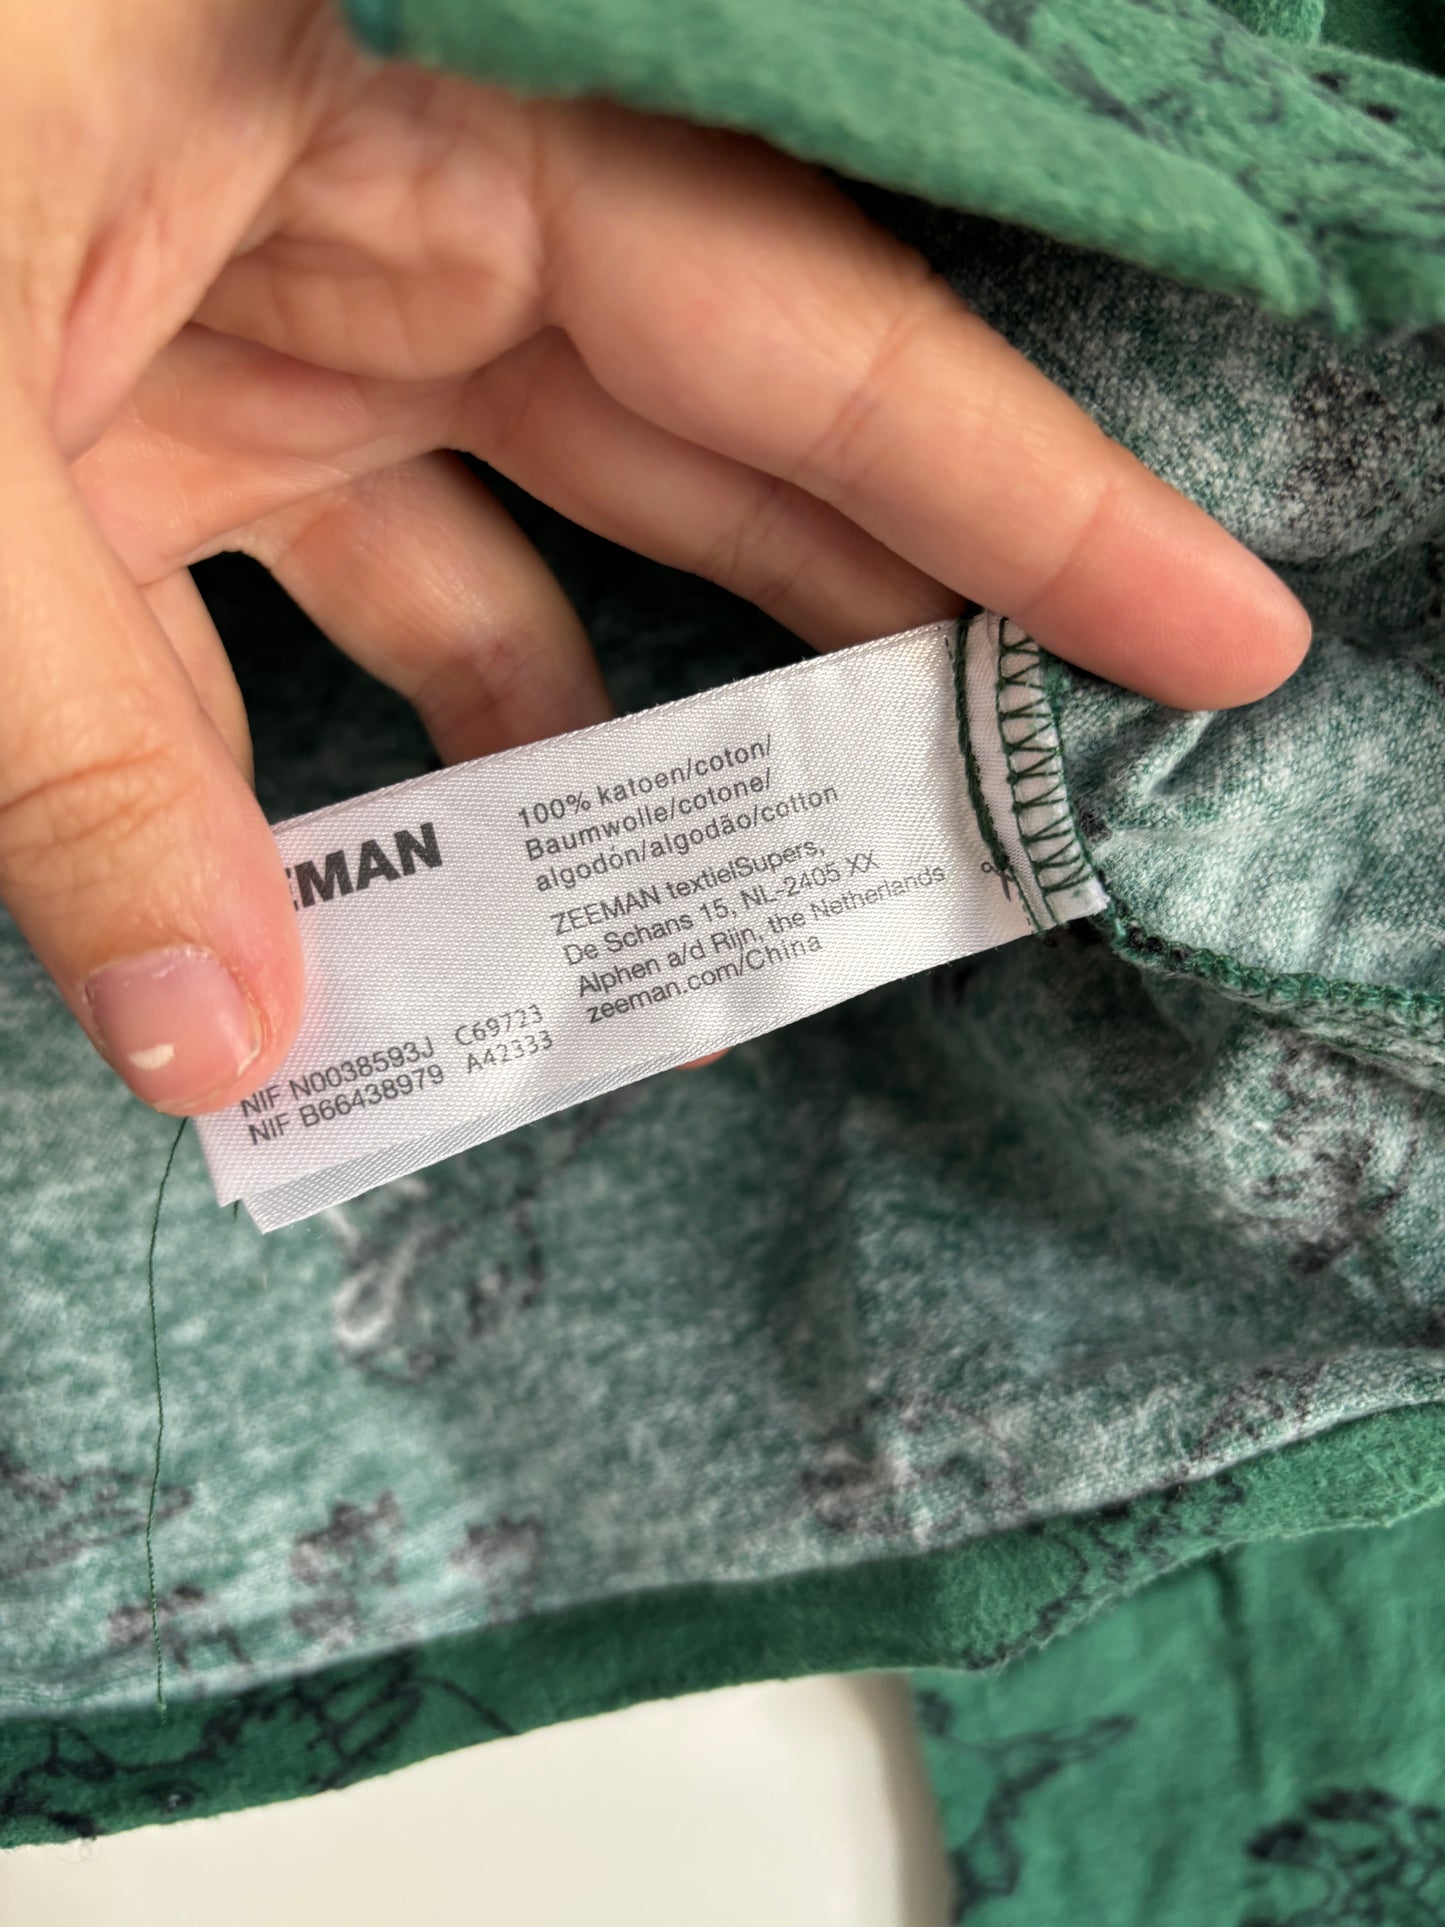 EMAN
100% katoen/coton/
Baumwolle/cotone/
algodón/algodão/cotton
ZEEMAN textielSupers,
De Schans 15, NL-2405 XX
Alphen a/d Rijn, the Netherlands
zeeman.com/China
NIF N0038593J C69723
NIF B66438979 A42333